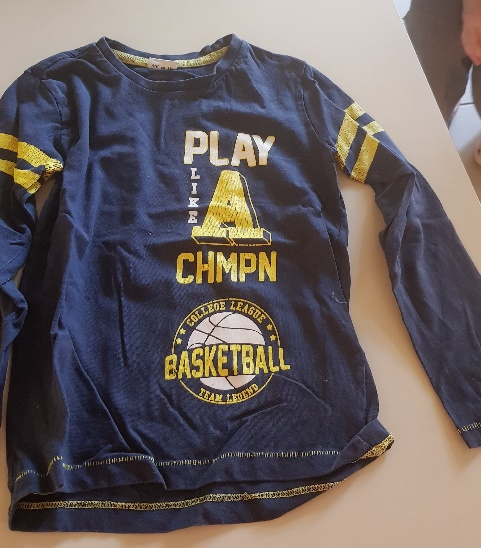 PLAY
LIKE
A
CHMPN
COLLEGE LEAGUE
BASKETBALL
TEAM LEGEND